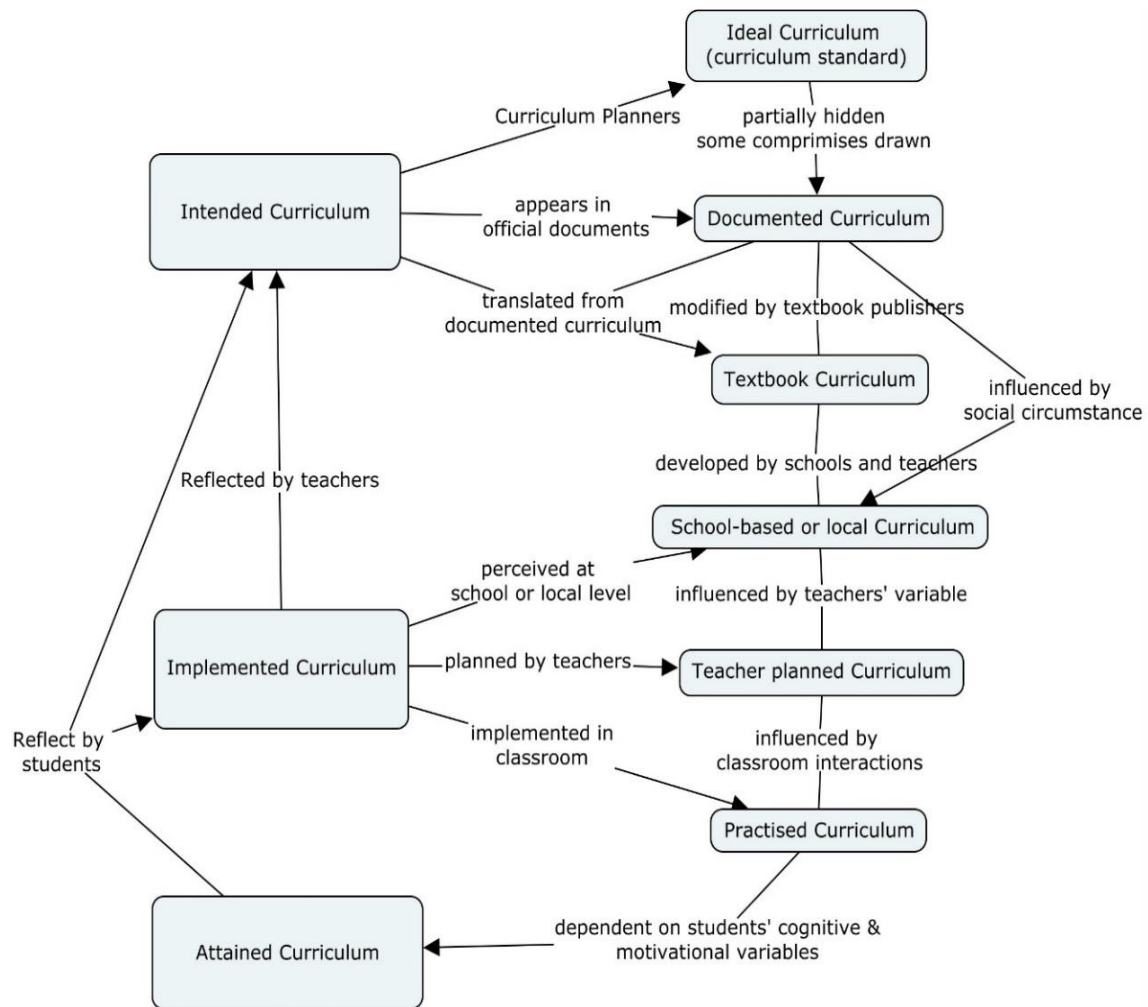 Ideal Curriculum
(curriculum standard)
Curriculum Planners
partially hidden
some comprimises drawn
Intended Curriculum
appears in
official documents
Documented Curriculum
translated from
documented curriculum
modified by textbook publishers
Textbook Curriculum
influenced by
social circumstance
Reflected by teachers
developed by schools and teachers
School-based or local Curriculum
perceived at
school or local level
influenced by teachers' variable
Implemented Curriculum
planned by teachers
Teacher planned Curriculum
Reflect by
students
implemented in
classroom
influenced by
classroom interactions
Practised Curriculum
dependent on students' cognitive &
motivational variables
Attained Curriculum